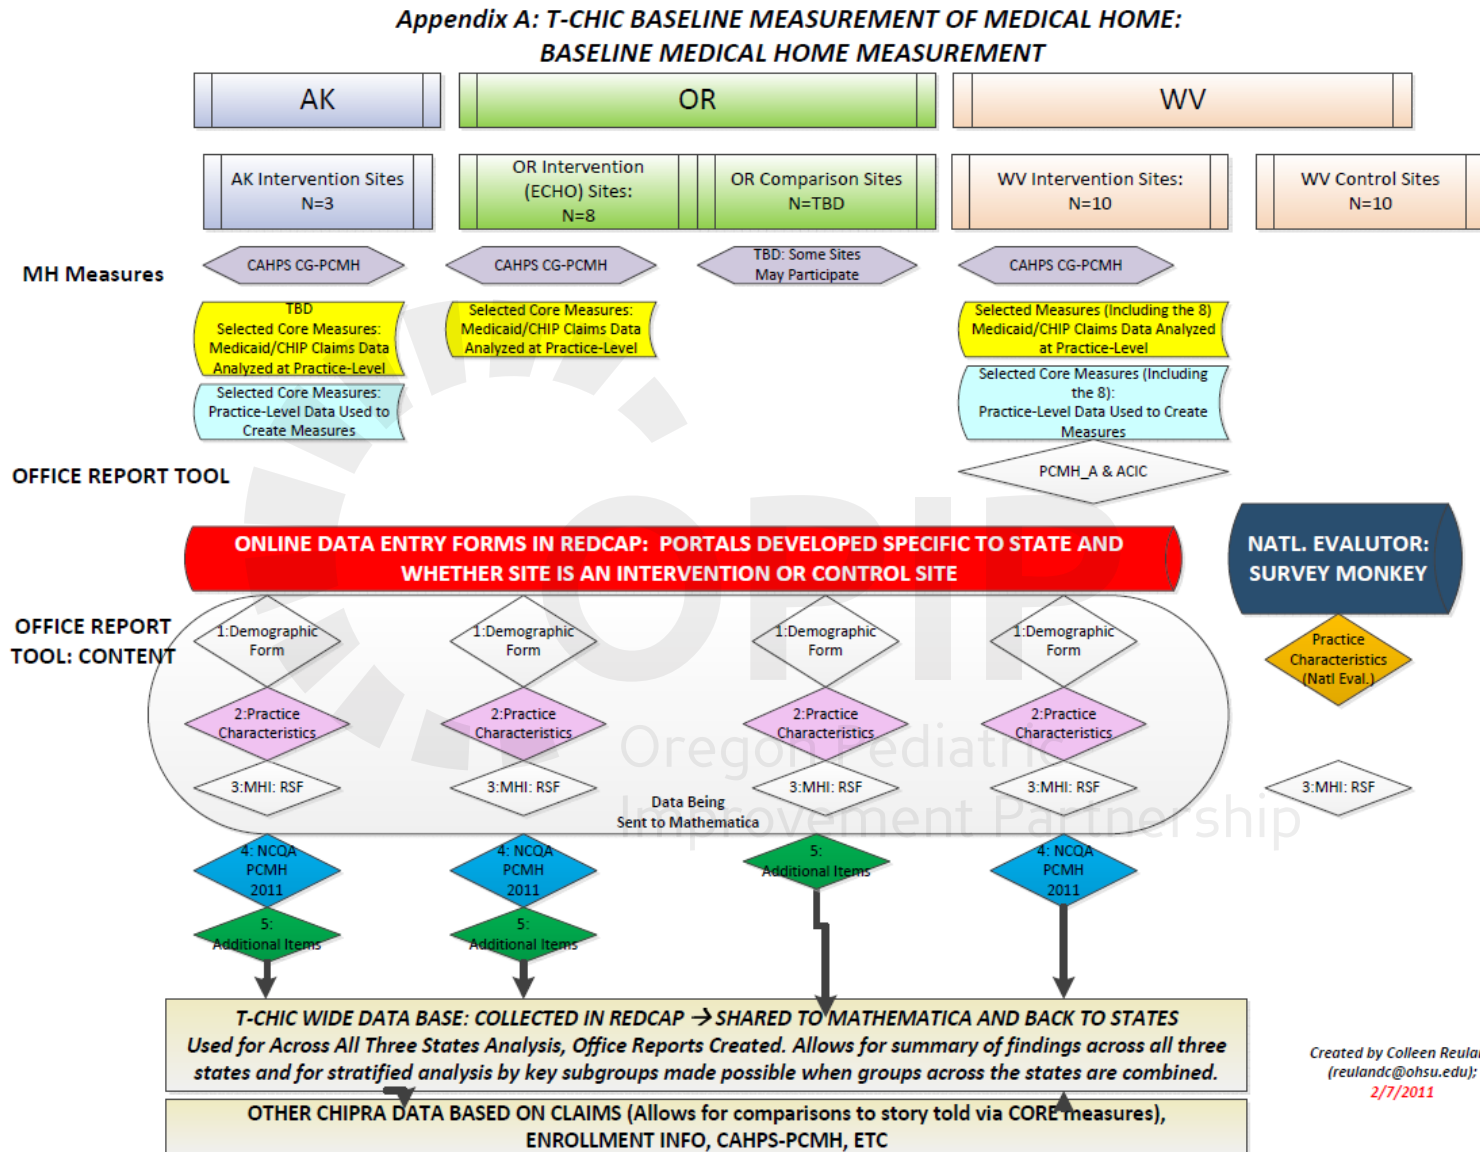 Appendix A: T-CHIC BASELINE MEASUREMENT OF MEDICAL HOME:
BASELINE MEDICAL HOME MEASUREMENT
AK
OR
WV
AK Intervention Sites
N=3
OR Intervention
(ECHO) Sites:
N=8
OR Comparison Sites
N=TBD
WV Intervention Sites:
N=10
WV Control Sites
N=10
MH Measures
CAHPS CG-PCMH
CAHPS CG-PCMH
TBD: Some Sites
May Participate
CAHPS CG-PCMH
TBD
Selected Core Measures:
Medicaid/CHIP Claims Data
Analyzed at Practice-Level
Selected Core Measures:
Medicaid/CHIP Claims Data
Analyzed at Practice-Level
Selected Measures (Including the 8)
Medicaid/CHIP Claims Data Analyzed
at Practice-Level
Selected Core Measures:
Practice-Level Data Used to
Create Measures
Selected Core Measures (Including
the 8):
Practice-Level Data Used to Create
Measures
OFFICE REPORT TOOL
PCMH_A & ACIC
ONLINE DATA ENTRY FORMS IN REDCAP: PORTALS DEVELOPED SPECIFIC TO STATE AND
WHETHER SITE IS AN INTERVENTION OR CONTROL SITE
NATL. EVALUTOR:
SURVEY MONKEY
OFFICE REPORT
TOOL: CONTENT
1:Demographic
Form
1:Demographic
Form
1:Demographic
Form
1:Demographic
Form
Practice
Characteristics
(Natl Eval.)
2:Practice
Characteristics
2:Practice
Characteristics
2:Practice
Characteristics
2:Practice
Characteristics
3:MHI: RSF
3:MHI: RSF
3:MHI: RSF
3:MHI: RSF
3:MHI: RSF
Data Being
Sent to Mathematica
OPIP
Oregon Pediatric
Improvement Partnership
4: NCQA
PCMH
2011
4: NCQA
PCMH
2011
5:
Additional Items
4: NCQA
PCMH
2011
5:
Additional Items
5:
Additional Items
T-CHIC WIDE DATA BASE: COLLECTED IN REDCAP → SHARED TO MATHEMATICA AND BACK TO STATES
Used for Across All Three States Analysis, Office Reports Created. Allows for summary of findings across all three
states and for stratified analysis by key subgroups made possible when groups across the states are combined.
Created by Colleen Reulan
(reulandc@ohsu.edu);
2/7/2011
OTHER CHIPRA DATA BASED ON CLAIMS (Allows for comparisons to story told via CORE measures),
ENROLLMENT INFO, CAHPS-PCMH, ETC